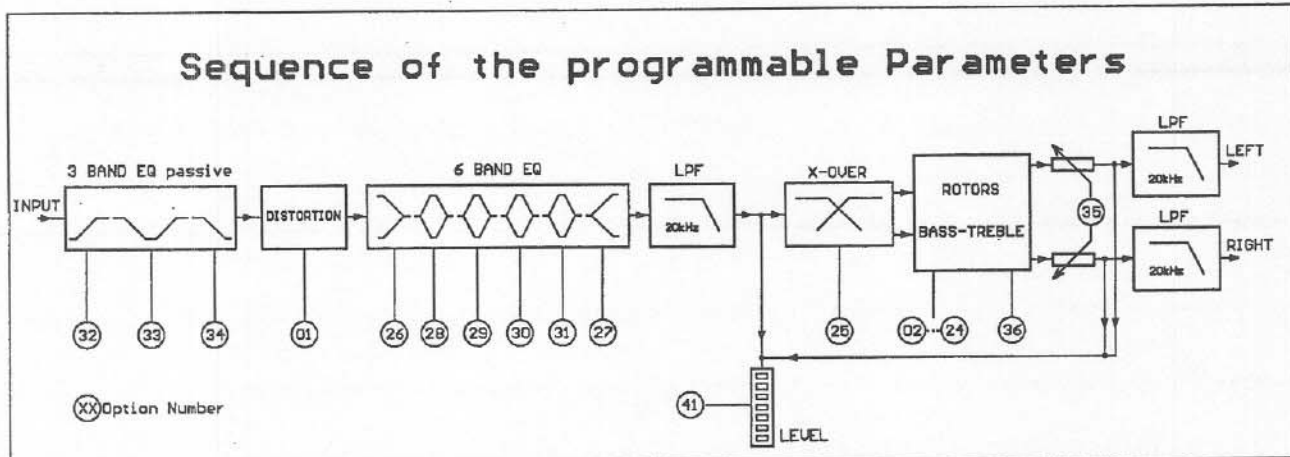 Sequence of the programmable Parameters
3 BAND EQ passive
6 BAND EQ
LPF
X-OVER
LPF
LEFT
INPUT
DISTORTION
20kHz
ROTORS
BASS-TREBLE
20kHz
35
LPF
RIGHT
20kHz
32
33
34
01
26
28
29
30
31
27
25
02...24
36
41
LEVEL
XX Option Number